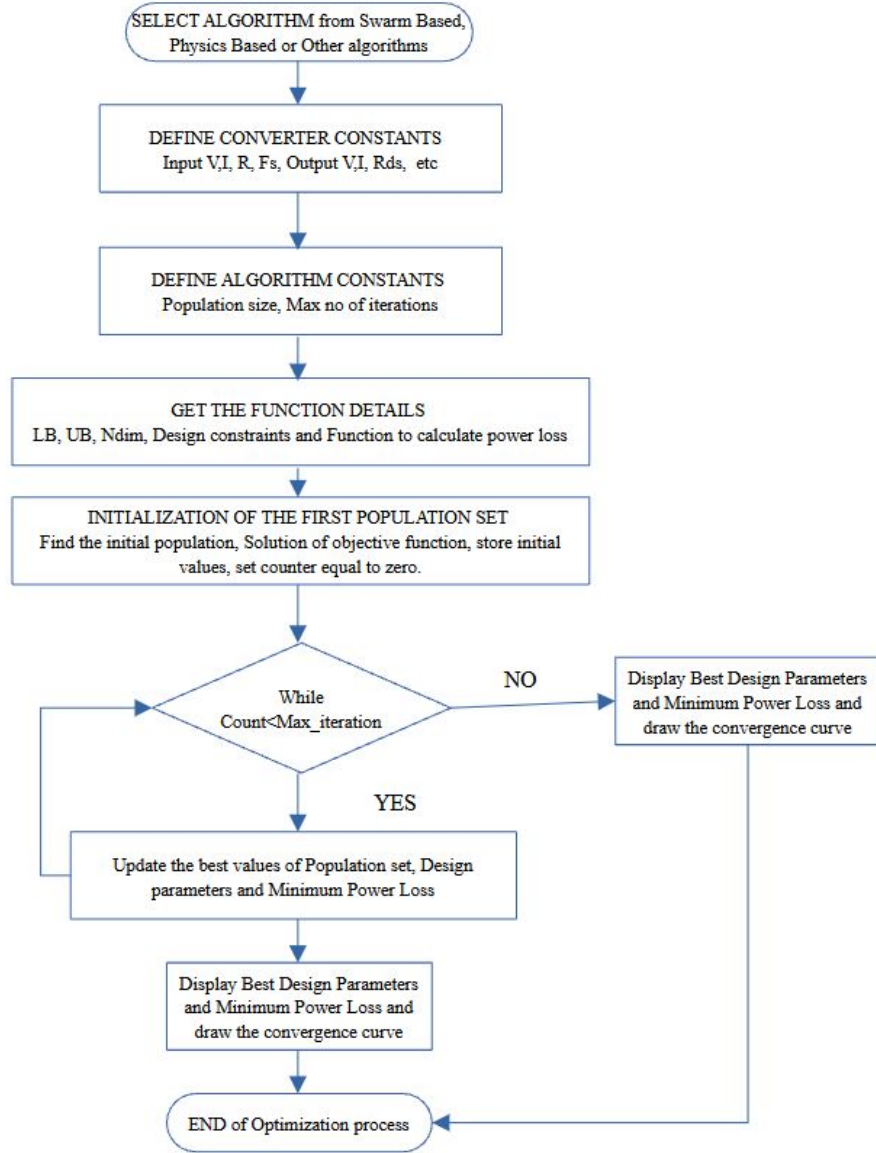 SELECT ALGORITHM from Swarm Based,
Physics Based or Other algorithms
DEFINE CONVERTER CONSTANTS
Input V,I, R, Fs, Output V,I, Rds, etc
DEFINE ALGORITHM CONSTANTS
Population size, Max no of iterations
GET THE FUNCTION DETAILS
LB, UB, Ndim, Design constraints and Function to calculate power loss
INITIALIZATION OF THE FIRST POPULATION SET
Find the initial population, Solution of objective function, store initial
values, set counter equal to zero.
While
Count<Max_iteration
NO
Display Best Design Parameters
and Minimum Power Loss and
draw the convergence curve
YES
Update the best values of Population set, Design
parameters and Minimum Power Loss
Display Best Design Parameters
and Minimum Power Loss and
draw the convergence curve
END of Optimization process